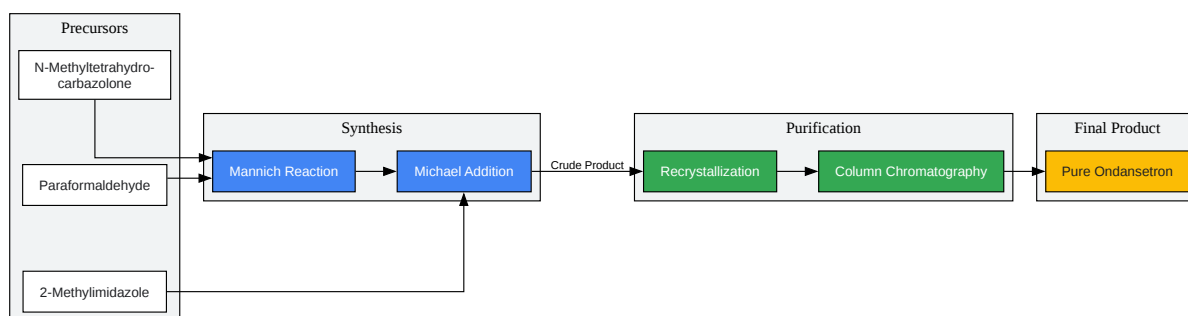 Precursors
N-Methyltetrahydro-
carbazolone
Paraformaldehyde
2-Methylimidazole
Synthesis
Mannich Reaction
Michael Addition
Crude Product
Purification
Recrystallization
Column Chromatography
Final Product
Pure Ondansetron